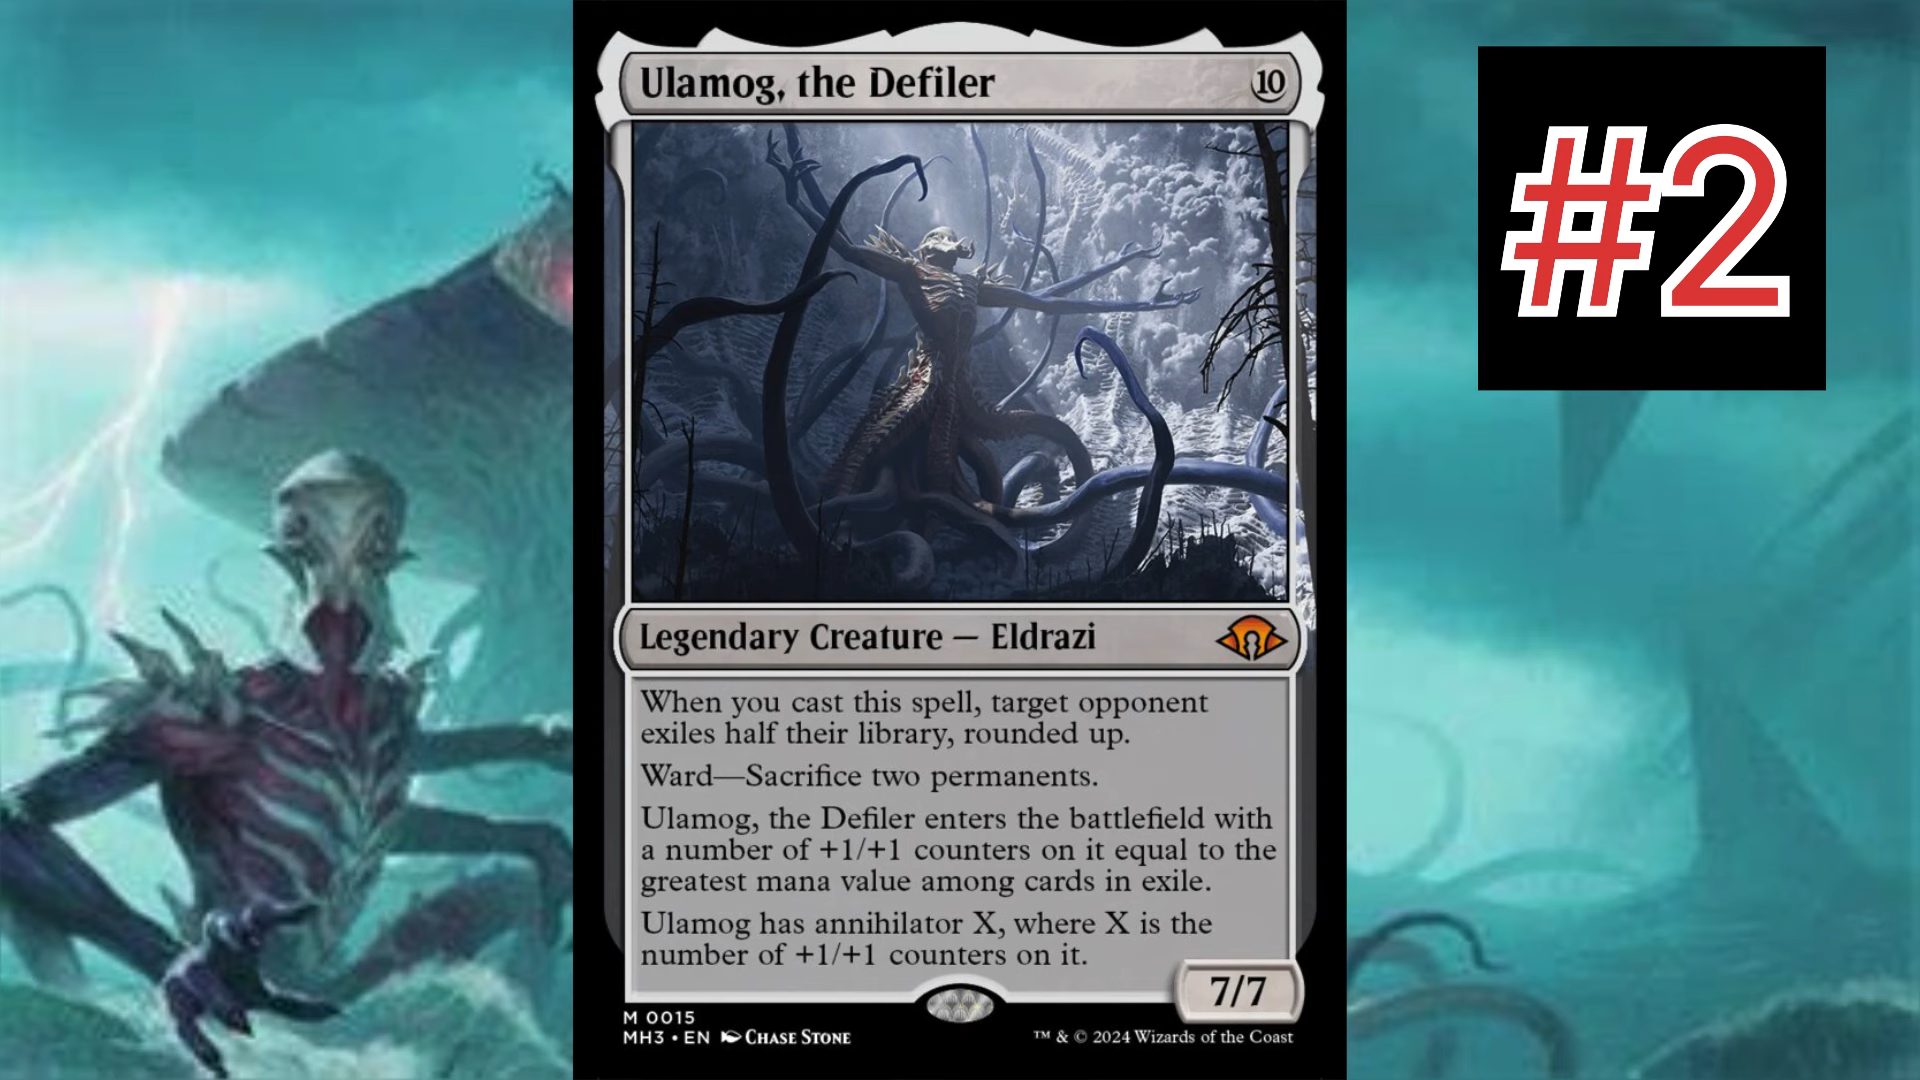 Ulamog, the Defiler 10
#2
Legendary Creature — Eldrazi
When you cast this spell, target opponent
exiles half their library, rounded up.
Ward—Sacrifice two permanents.
Ulamog, the Defiler enters the battlefield with
a number of +1/+1 counters on it equal to the
greatest mana value among cards in exile.
Ulamog has annihilator X, where X is the
number of +1/+1 counters on it.
7/7
M 0015
MH3 • EN Chase Stone
™ & © 2024 Wizards of the Coast